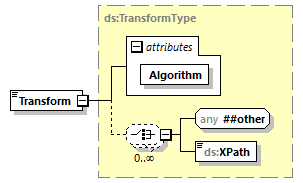 ds:TransformType
attributes
Algorithm
Transform
any ##other
0..∞
ds:XPath